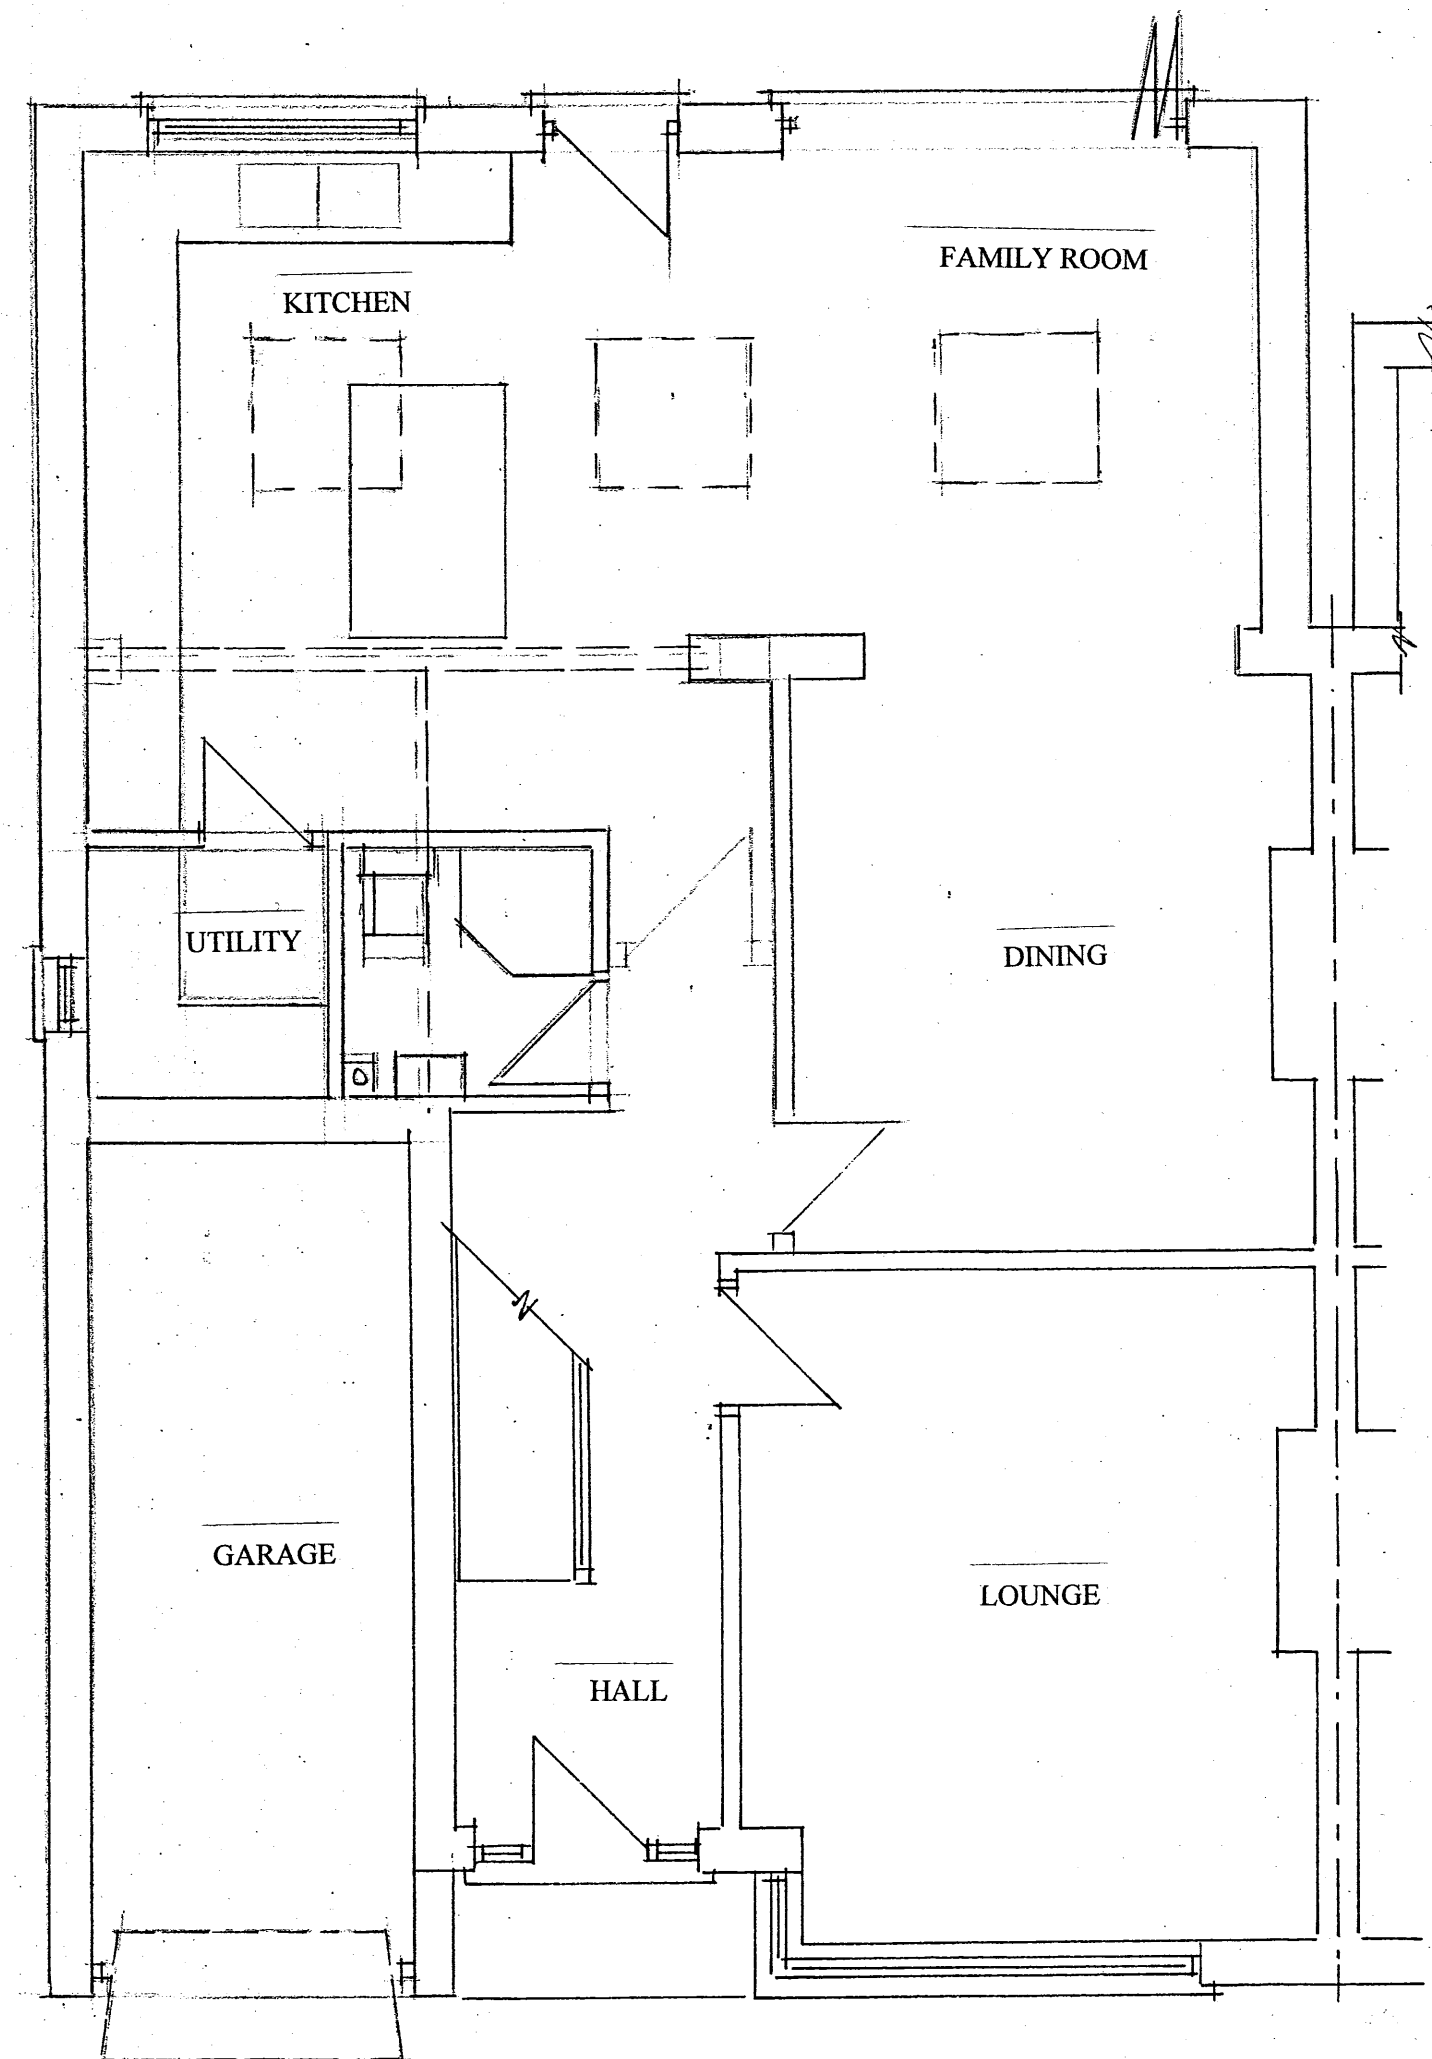 FAMILY ROOM
KITCHEN
UTILITY
DINING
GARAGE
LOUNGE
HALL